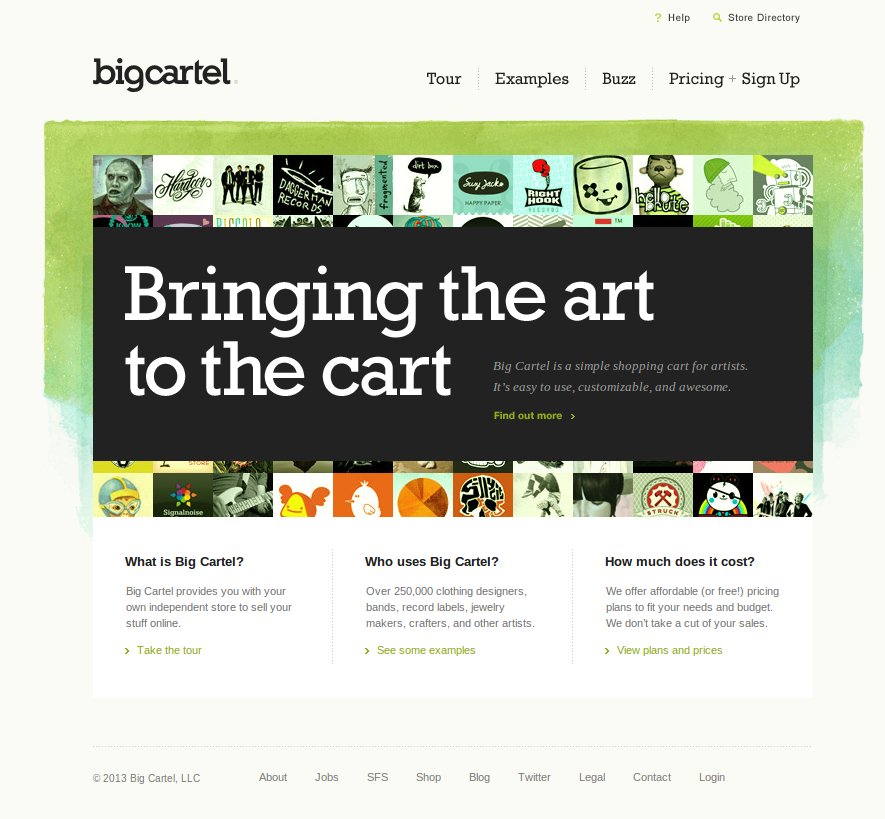 ? Help
Store Directory
bigcartel.
Tour
Examples
Buzz
Pricing + Sign Up
DAGGERMAN RECORDS
fragmented
dirt box
Suzy Jack
HAPPY PAPER.
RIGHT HOOK
hello brute
KNOW
PICCOLO
TM
Bringing the art
to the cart
Big Cartel is a simple shopping cart for artists.
It's easy to use, customizable, and awesome.
Find out more
STORE
Signalnoise
STRUCK
What is Big Cartel?
Big Cartel provides you with your
own independent store to sell your
stuff online.
Take the tour
Who uses Big Cartel?
Over 250,000 clothing designers,
bands, record labels, jewelry
makers, crafters, and other artists.
See some examples
How much does it cost?
We offer affordable (or free!) pricing
plans to fit your needs and budget.
We don't take a cut of your sales.
View plans and prices
© 2013 Big Cartel, LLC
About
Jobs
SFS
Shop
Blog
Twitter
Legal
Contact
Login